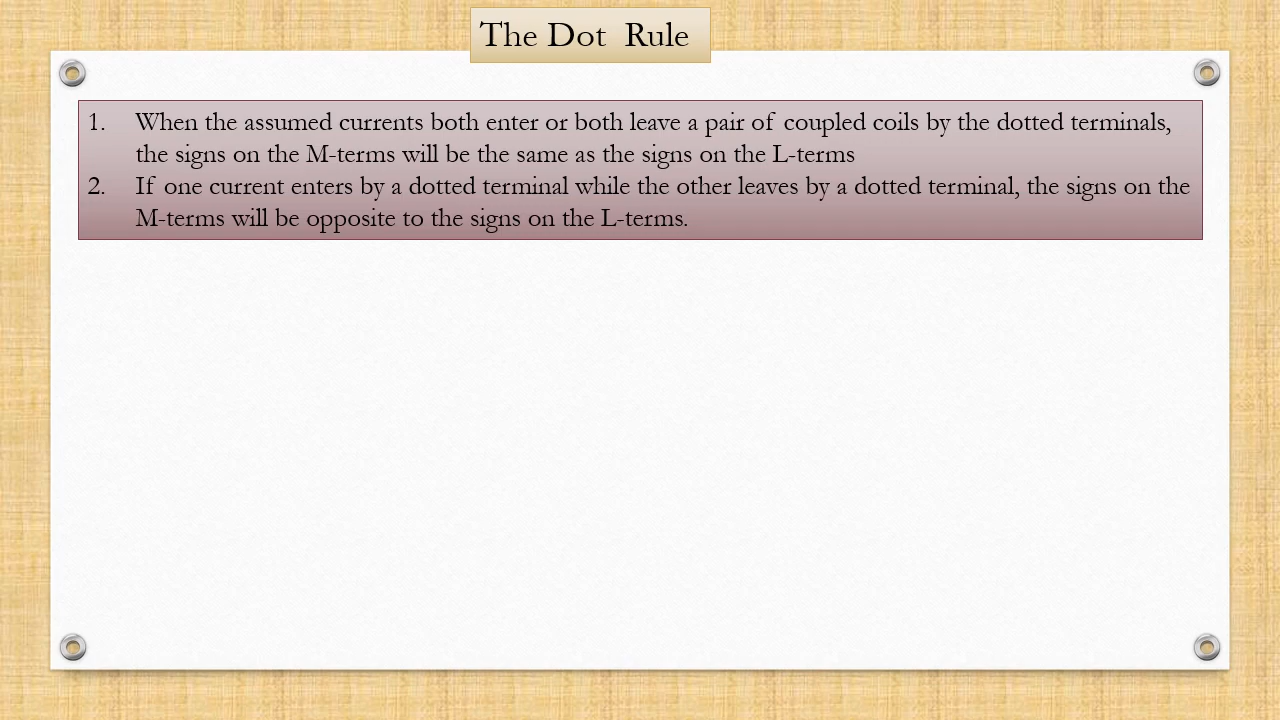 The Dot  Rule
1. When the assumed currents both enter or both leave a pair of coupled coils by the dotted terminals,
the signs on the M-terms will be the same as the signs on the L-terms
2. If one current enters by a dotted terminal while the other leaves by a dotted terminal, the signs on the
M-terms will be opposite to the signs on the L-terms.